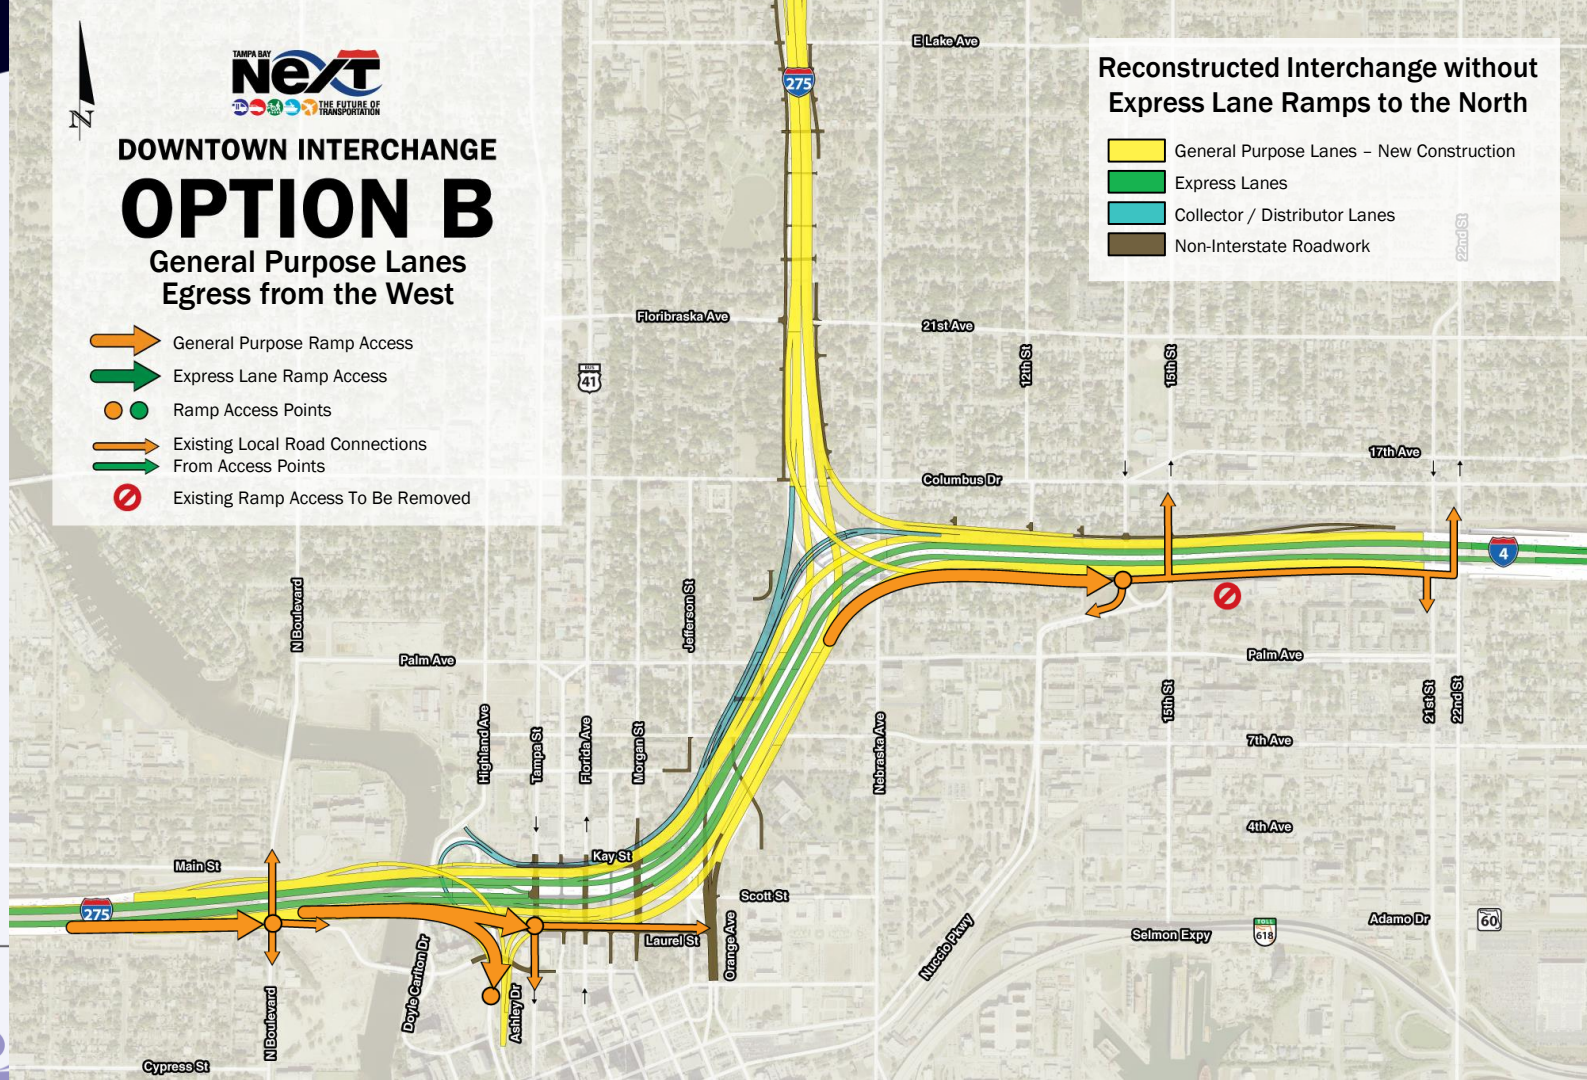 N
TAMPA BAY
NeXT
THE FUTURE OF
TRANSPORTATION
DOWNTOWN INTERCHANGE
OPTION B
General Purpose Lanes
Egress from the West
General Purpose Ramp Access
Express Lane Ramp Access
Ramp Access Points
Existing Local Road Connections
From Access Points
Existing Ramp Access To Be Removed
Reconstructed Interchange without
Express Lane Ramps to the North
General Purpose Lanes – New Construction
Express Lanes
Collector / Distributor Lanes
Non-Interstate Roadwork
E Lake Ave
275
22nd St
Floribraska Ave
21st Ave
BUS
41
12th St
15th St
17th Ave
Columbus Dr
4
N Boulevard
Jefferson St
Palm Ave
Palm Ave
Highland Ave
Tampa St
Florida Ave
Morgan St
Nebraska Ave
15th St
21st St
22nd St
7th Ave
4th Ave
Main St
Kay St
Scott St
275
Laurel St
Orange Ave
Nuccio Pkwy
Selmon Expy
TOLL
618
Adamo Dr
60
Doyle Carlton Dr
Ashley Dr
N Boulevard
Cypress St